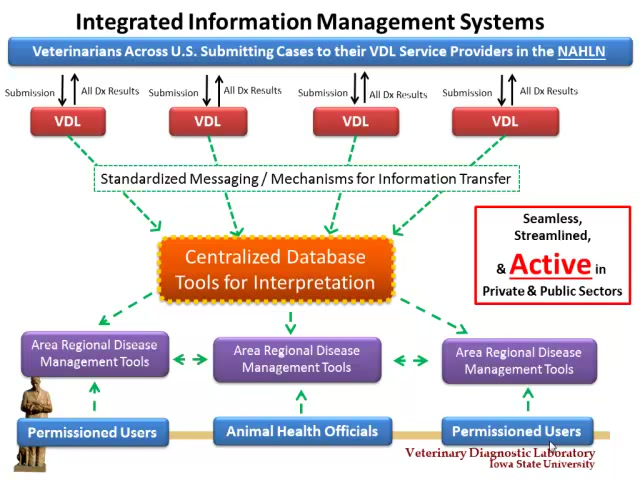 Integrated Information Management Systems
Veterinarians Across U.S. Submitting Cases to their VDL Service Providers in the NAHLN
Submission All Dx Results Submission All Dx Results Submission All Dx Results Submission All Dx Results
VDL VDL VDL VDL
Standardized Messaging / Mechanisms for Information Transfer
Seamless,
Streamlined,
& Active in
Private & Public Sectors
Centralized Database
Tools for Interpretation
Area Regional Disease
Management Tools
Area Regional Disease
Management Tools
Area Regional Disease
Management Tools
Permissioned Users
Animal Health Officials
Permissioned Users
Veterinary Diagnostic Laboratory
Iowa State University